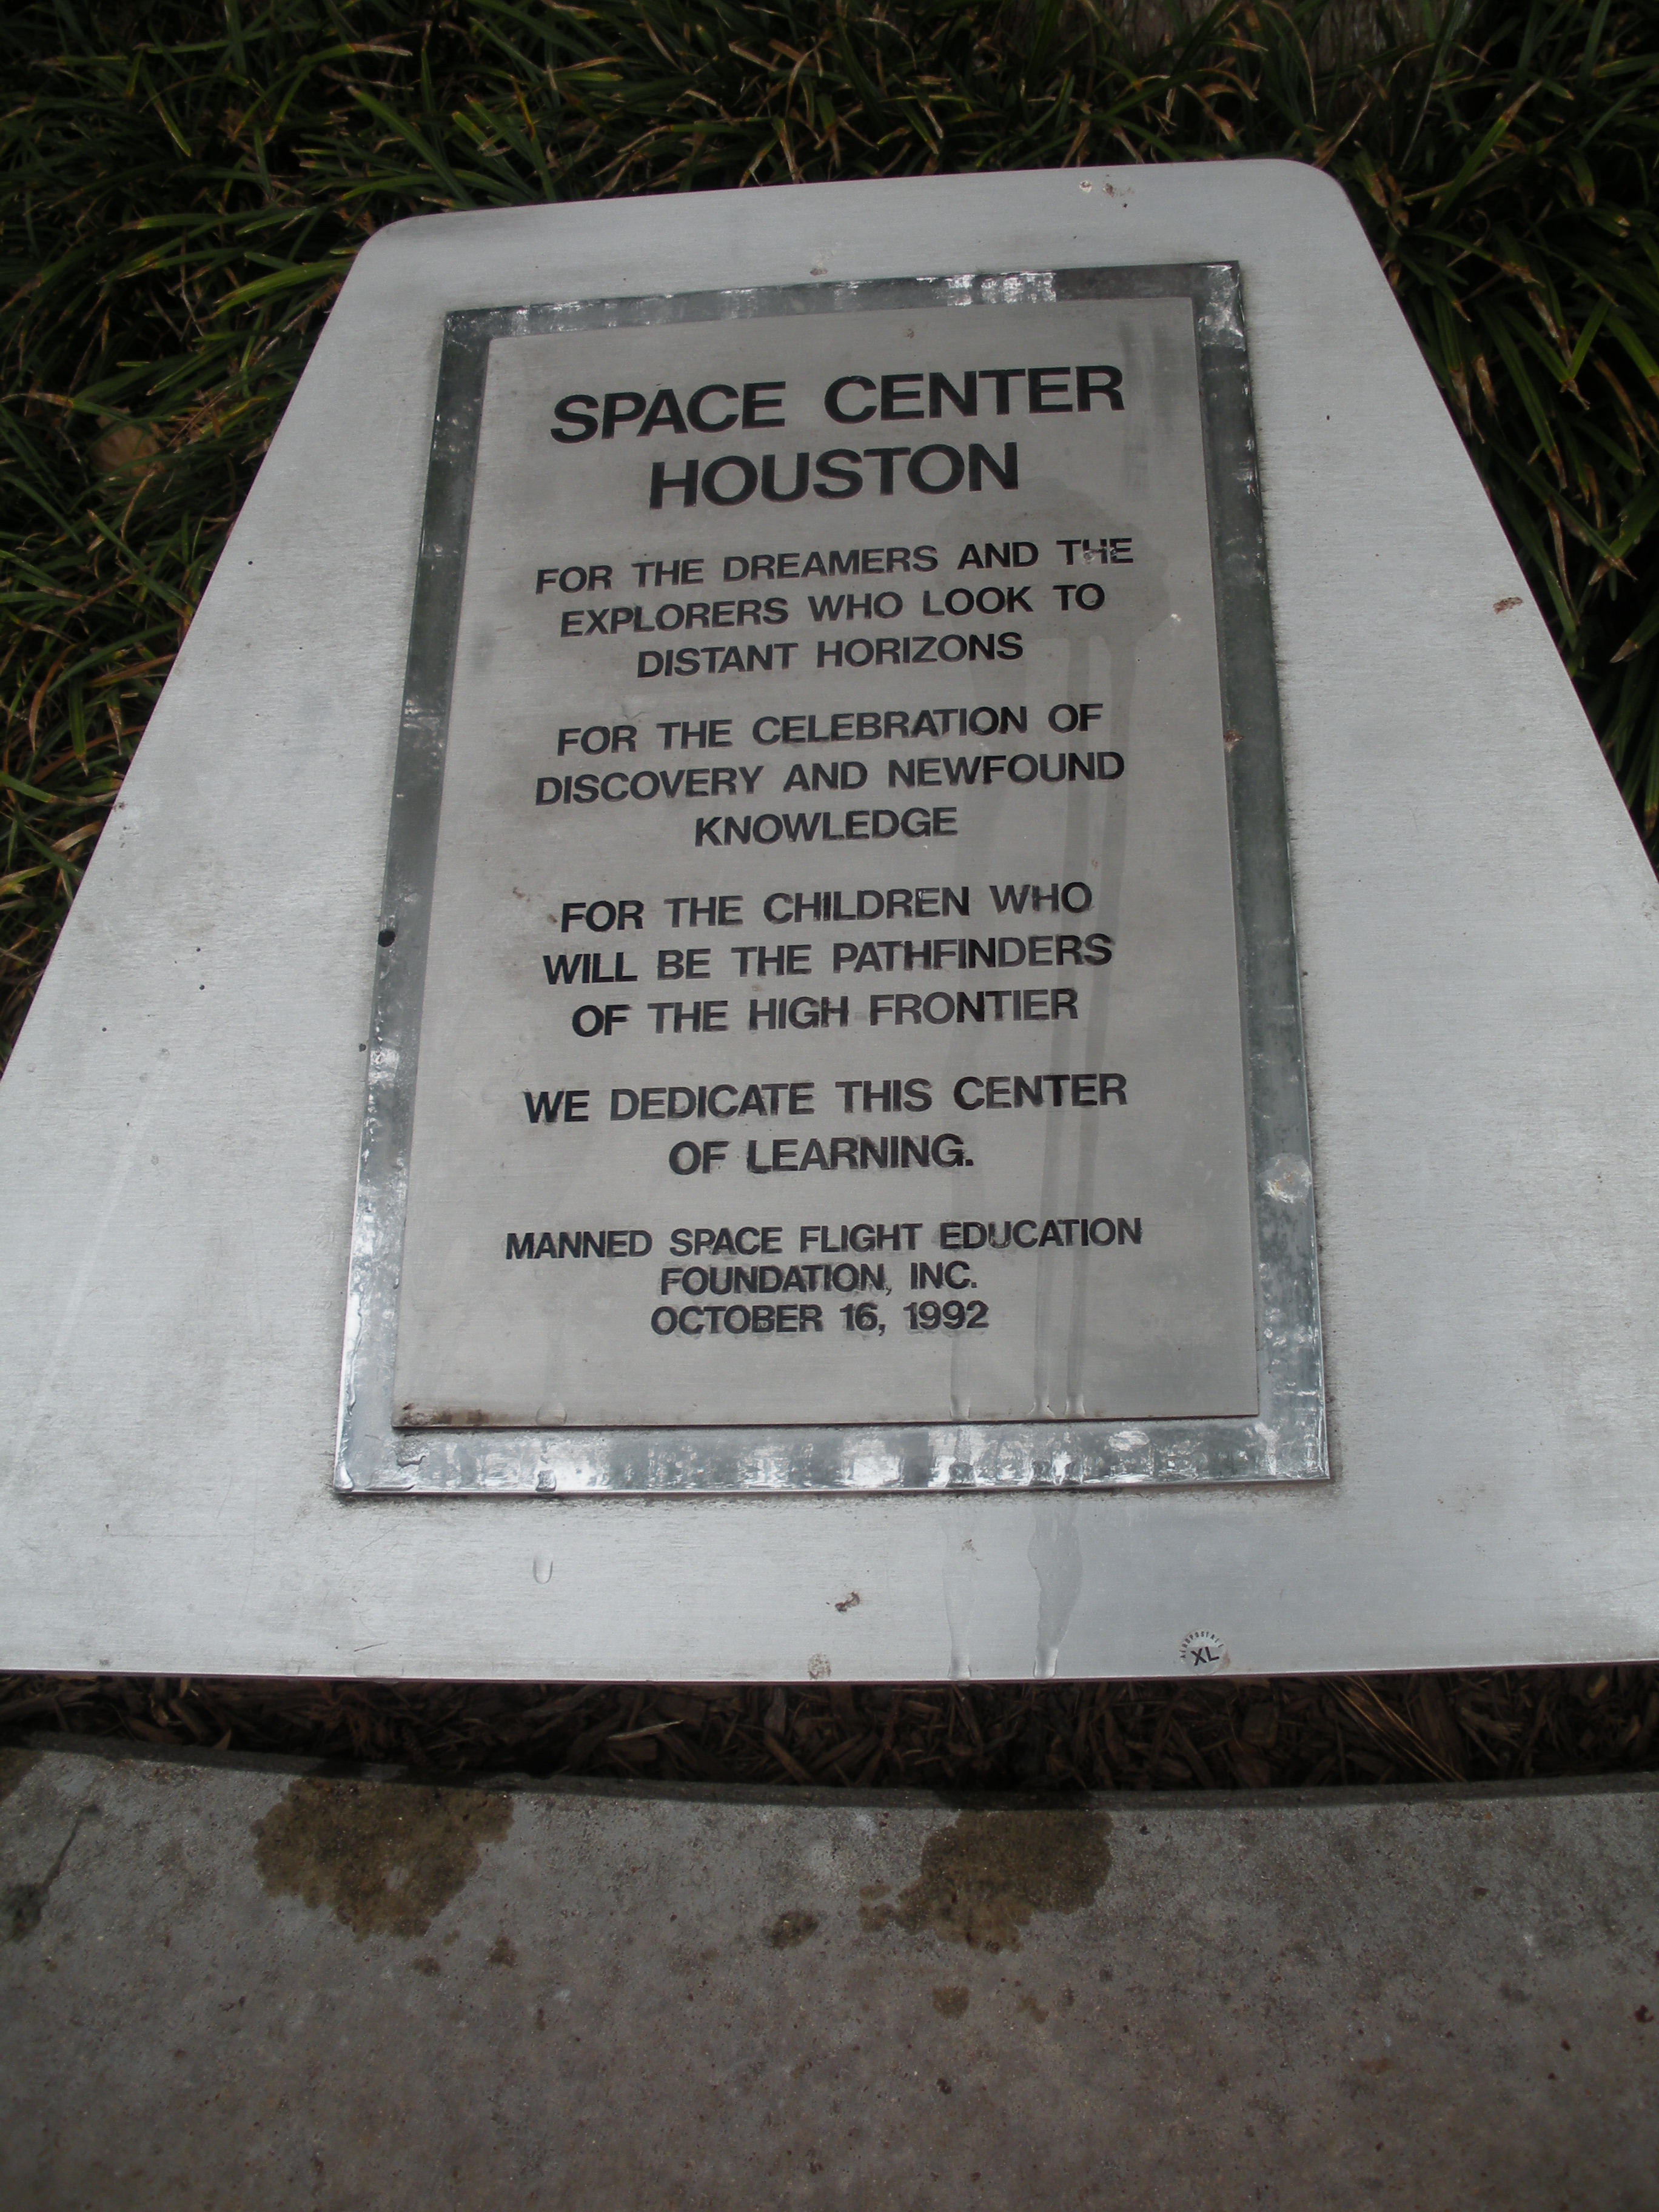 SPACE CENTER
HOUSTON
FOR THE DREAMERS AND THE
EXPLORERS WHO LOOK TO
DISTANT HORIZONS
FOR THE CELEBRATION OF
DISCOVERY AND NEWFOUND
KNOWLEDGE
FOR THE CHILDREN WHO
WILL BE THE PATHFINDERS
OF THE HIGH FRONTIER
WE DEDICATE THIS CENTER
OF LEARNING.
MANNED SPACE FLIGHT EDUCATION
FOUNDATION, INC.
OCTOBER 16, 1992
AEROPOSTALE
XL